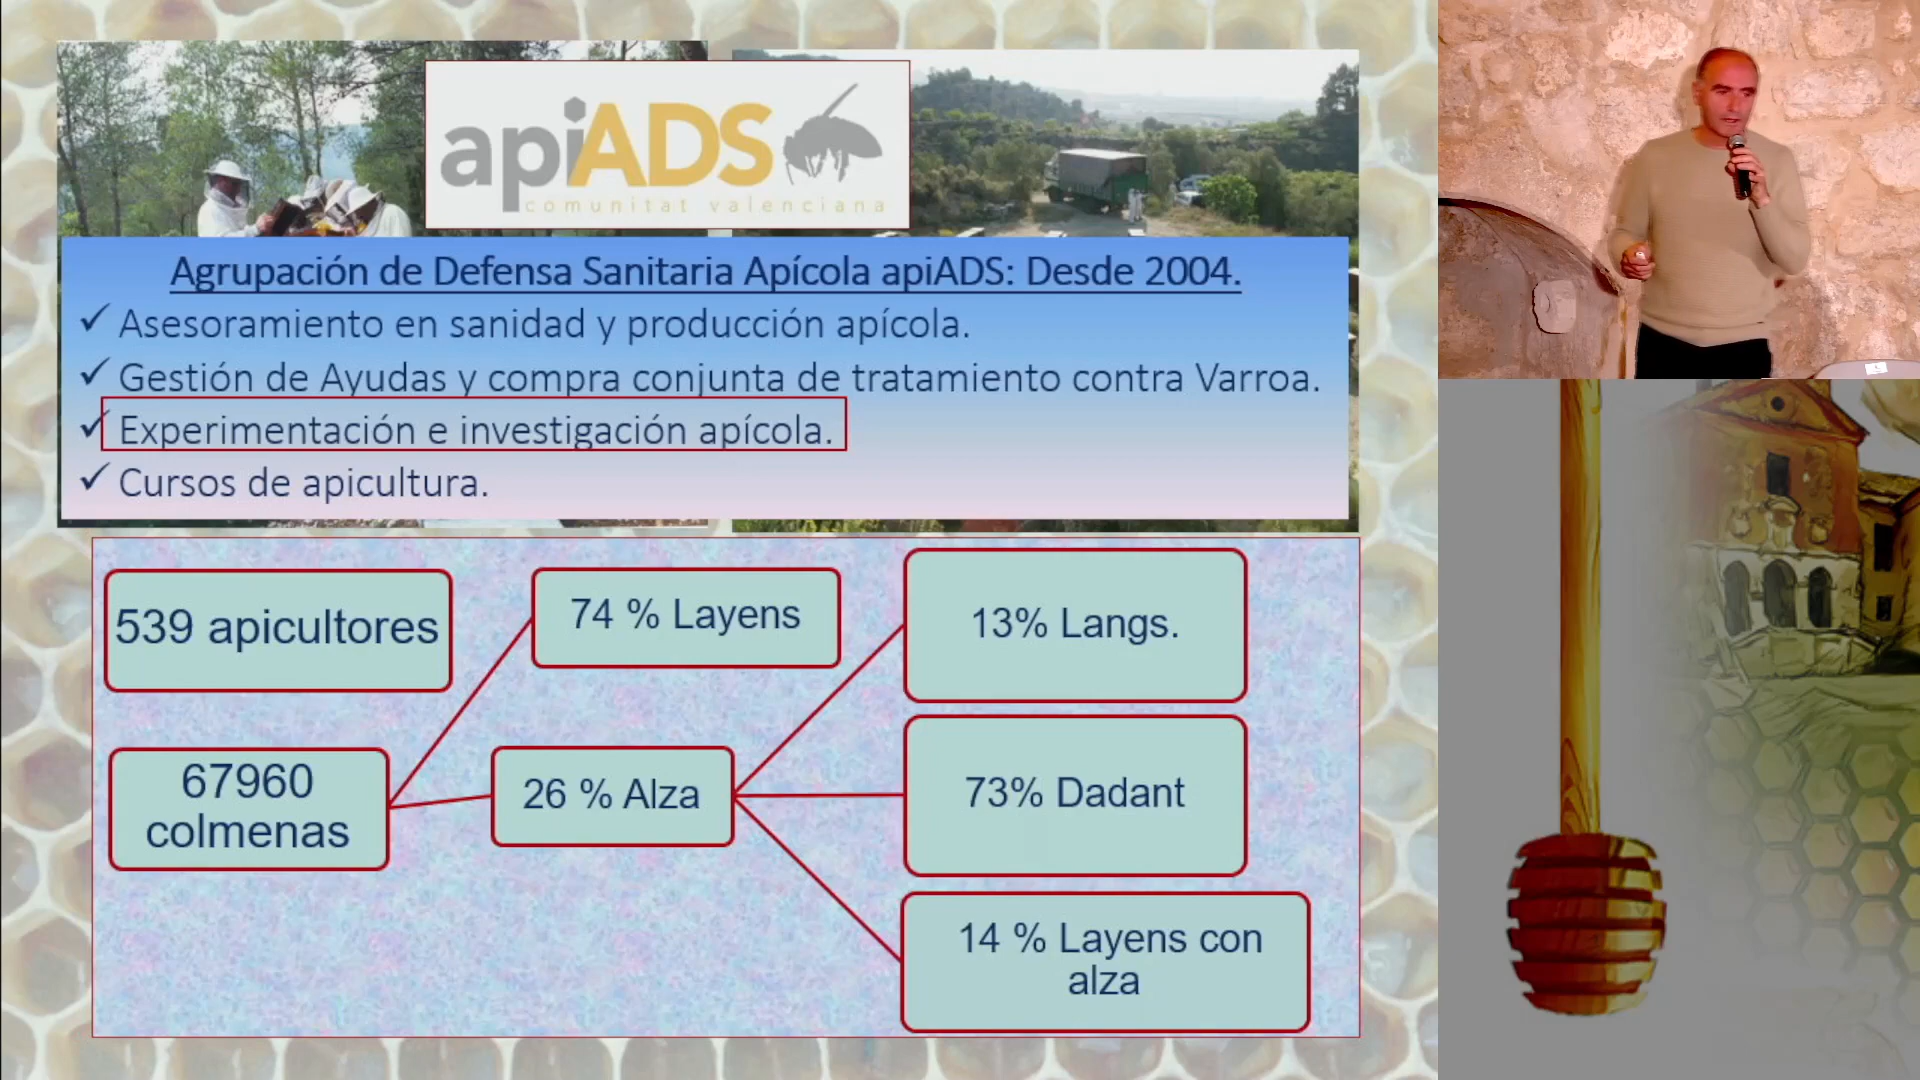 apiADS
comunitat valenciana
Agrupación de Defensa Sanitaria Apícola apiADS: Desde 2004.
✓ Asesoramiento en sanidad y producción apícola.
✓ Gestión de Ayudas y compra conjunta de tratamiento contra Varroa.
✓ Experimentación e investigación apícola.
✓ Cursos de apicultura.
539 apicultores
67960
colmenas
74 % Layens
26 % Alza
13% Langs.
73% Dadant
14 % Layens con
alza